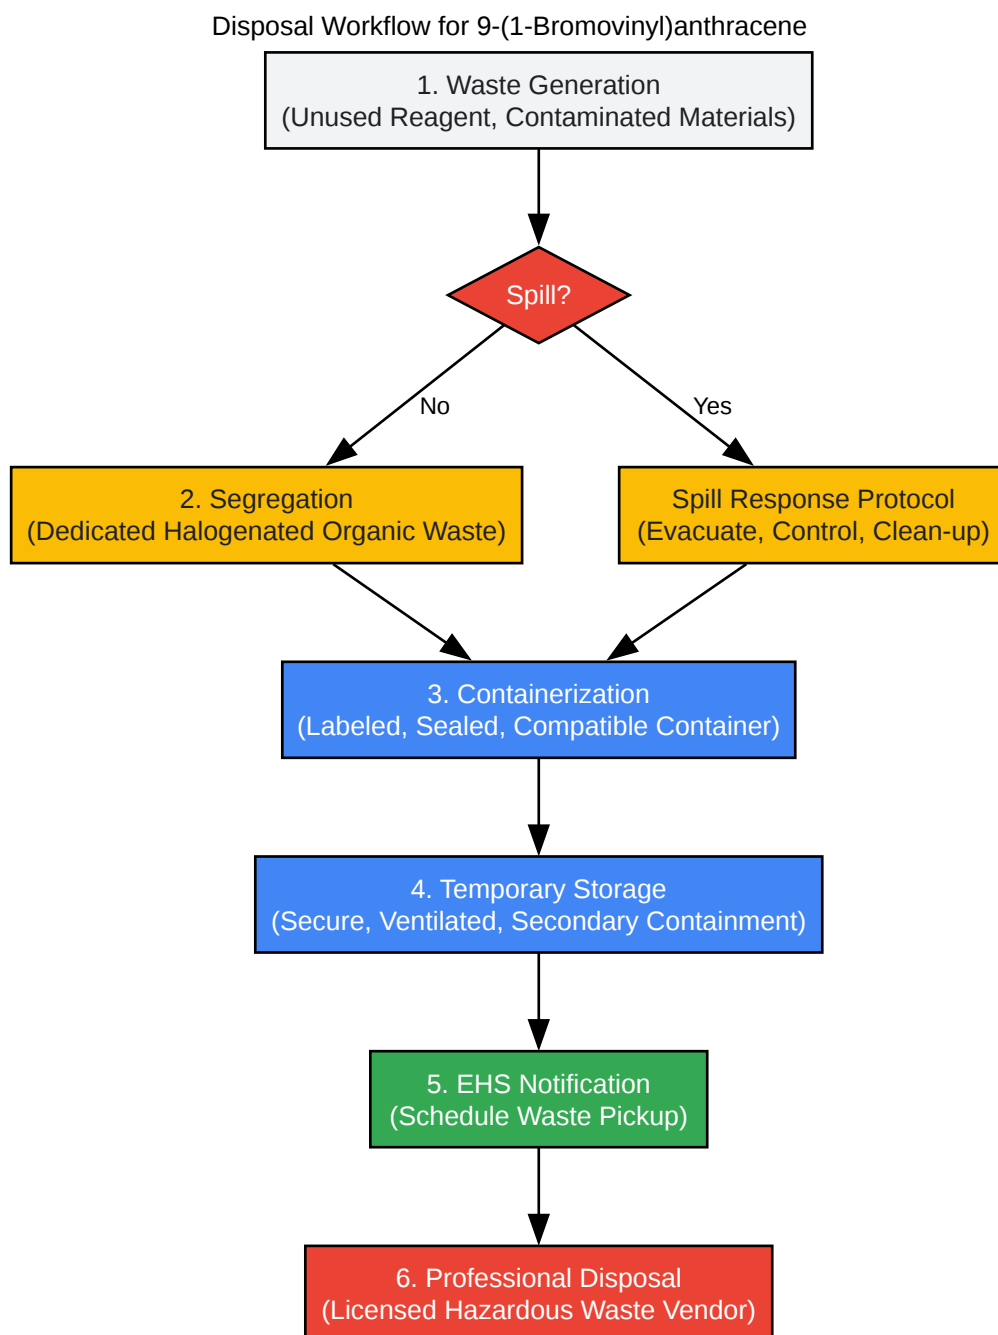 Disposal Workflow for 9-(1-Bromovinyl)anthracene
1. Waste Generation
(Unused Reagent, Contaminated Materials)
Spill?
No
Yes
2. Segregation
(Dedicated Halogenated Organic Waste)
Spill Response Protocol
(Evacuate, Control, Clean-up)
3. Containerization
(Labeled, Sealed, Compatible Container)
4. Temporary Storage
(Secure, Ventilated, Secondary Containment)
5. EHS Notification
(Schedule Waste Pickup)
6. Professional Disposal
(Licensed Hazardous Waste Vendor)